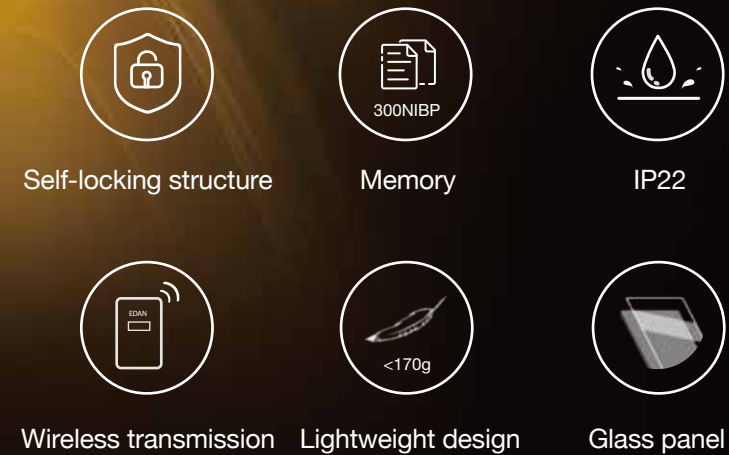 300NIBP
Self-locking structure
Memory
IP22
EDAN
<170g
Wireless transmission
Lightweight design
Glass panel